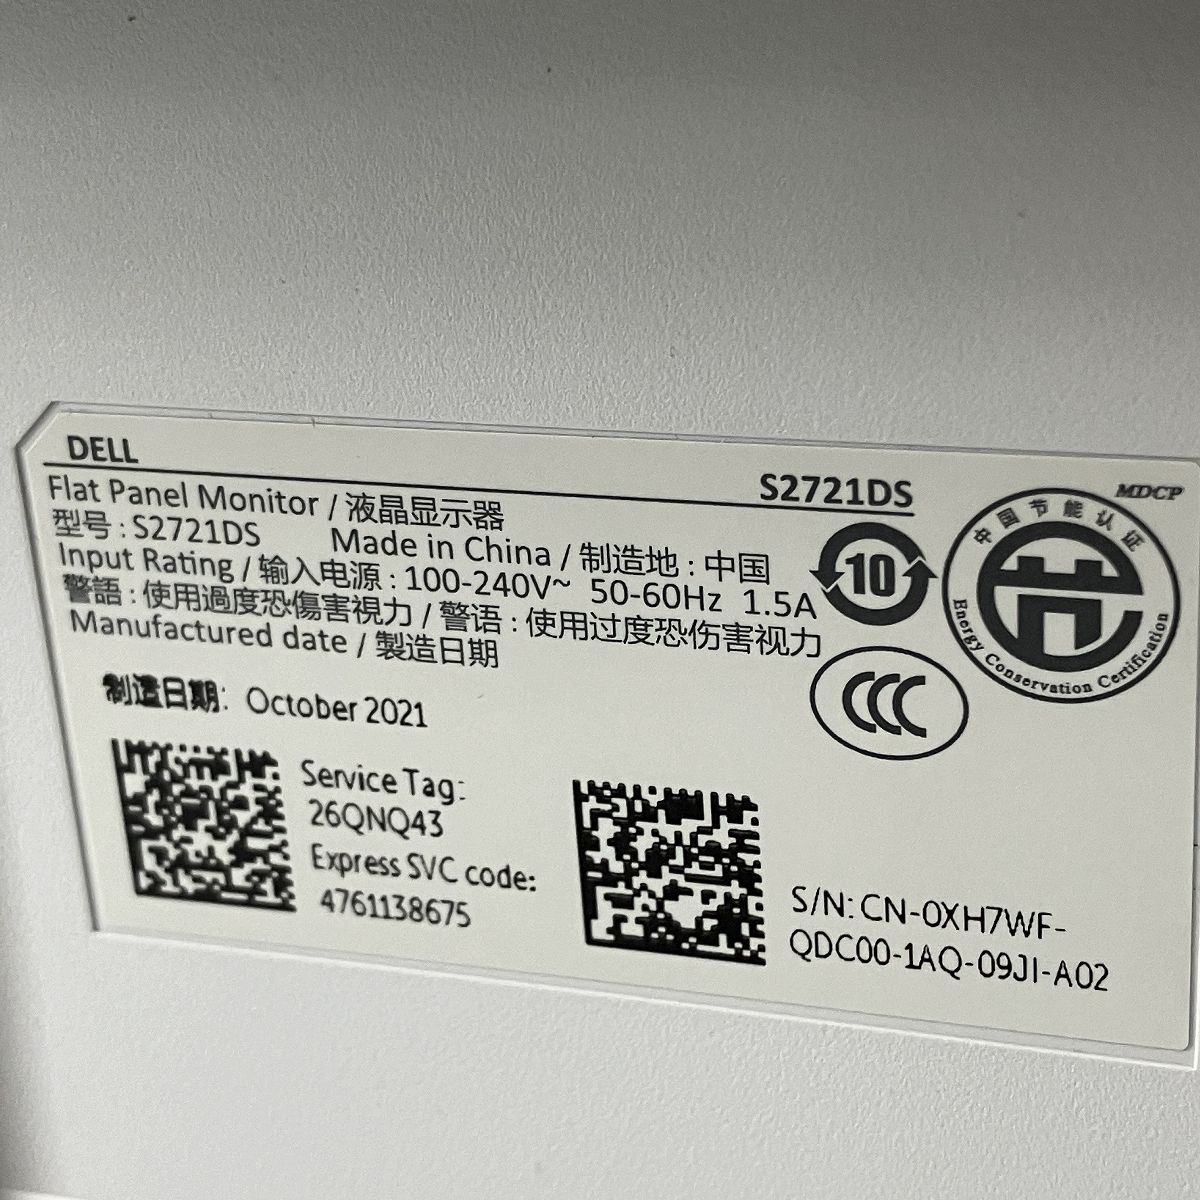 DELL
S2721DS
Flat Panel Monitor / 液晶显示器
型号 : S2721DS Made in China / 制造地 : 中国
Input Rating / 输入电源 : 100-240V~ 50-60Hz 1.5A
警語 : 使用過度恐傷害視力 / 警语 : 使用过度恐伤害视力
Manufactured date / 製造日期
制造日期: October 2021
Service Tag:
26QNQ43
Express SVC code:
4761138675
S/N: CN-0XH7WF-
QDC00-1AQ-09JI-A02
10
CCC
MDCP
中国节能认证
Energy Conservation Certification